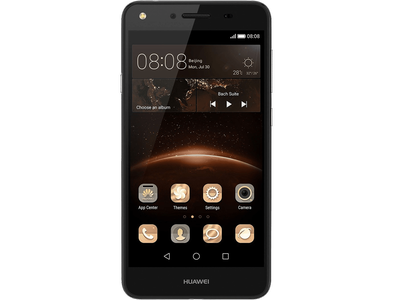 08:08
08:08
Beijing
Mon, Jul 30
28°c
Bach Suite
Choose an album
App Center
Themes
Settings
Camera
HUAWEI